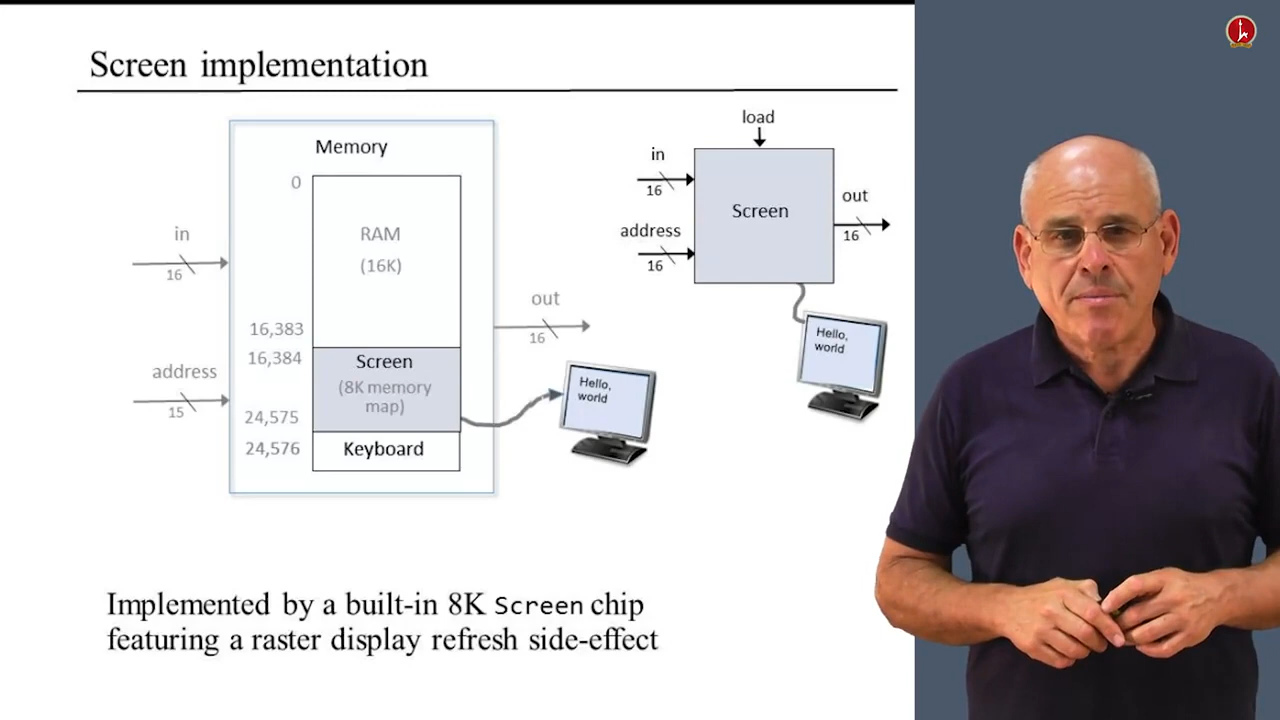 Screen implementation
Memory
0
RAM
(16K)
in
16
16,383
16,384
Screen
(8K memory
map)
address
15
24,575
24,576
Keyboard
out
16
Hello,
world
load
in
16
address
16
Screen
out
16
Hello,
world
Implemented by a built-in 8K Screen chip
featuring a raster display refresh side-effect